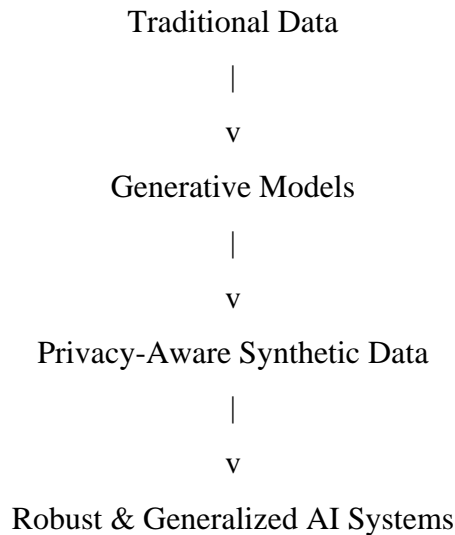 Traditional Data
|
v
Generative Models
|
v
Privacy-Aware Synthetic Data
|
v
Robust & Generalized AI Systems